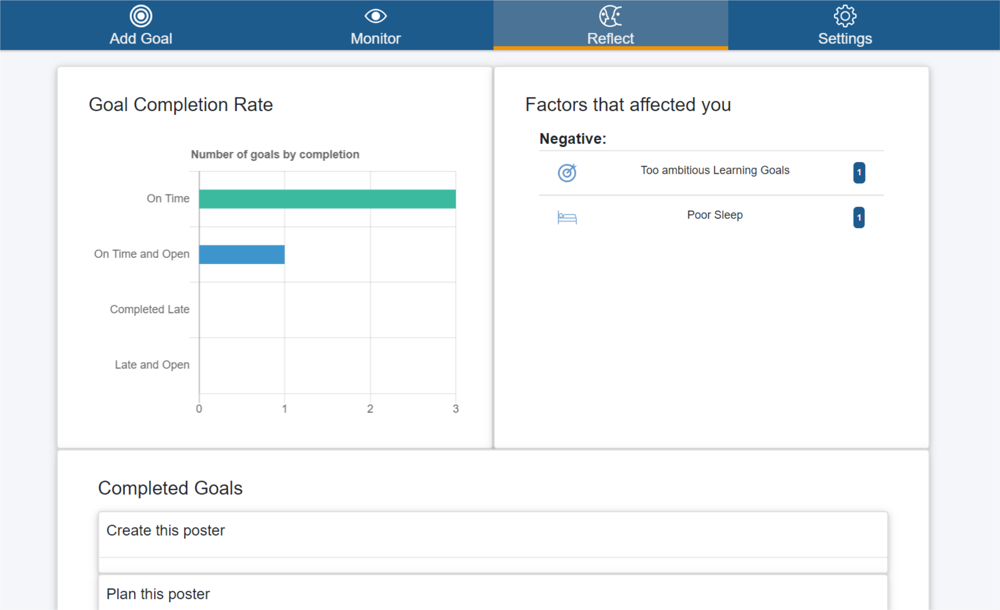 Add Goal
Monitor
Reflect
Settings
Goal Completion Rate
Number of goals by completion
On Time
On Time and Open
Completed Late
Late and Open
0 1 2 3
Factors that affected you
Negative:
Too ambitious Learning Goals 1
Poor Sleep 1
Completed Goals
Create this poster
Plan this poster